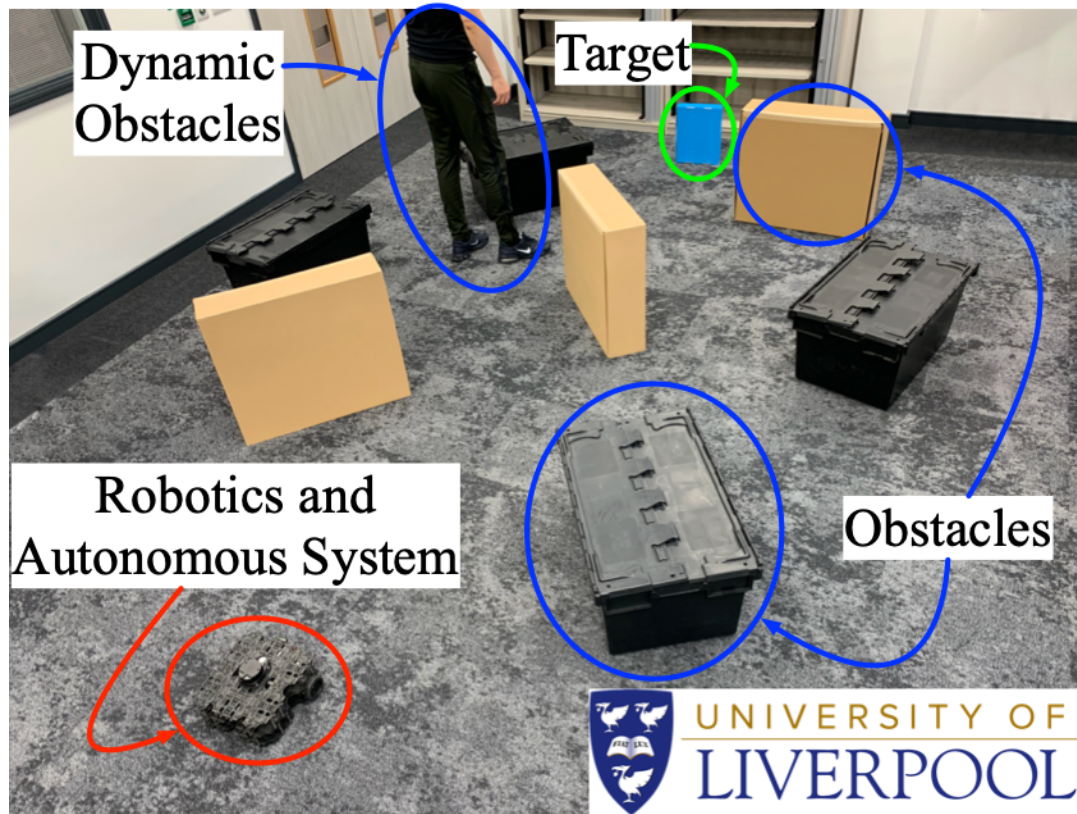 Dynamic
Obstacles
Target
Robotics and
Autonomous System
Obstacles
UNIVERSITY OF
LIVERPOOL